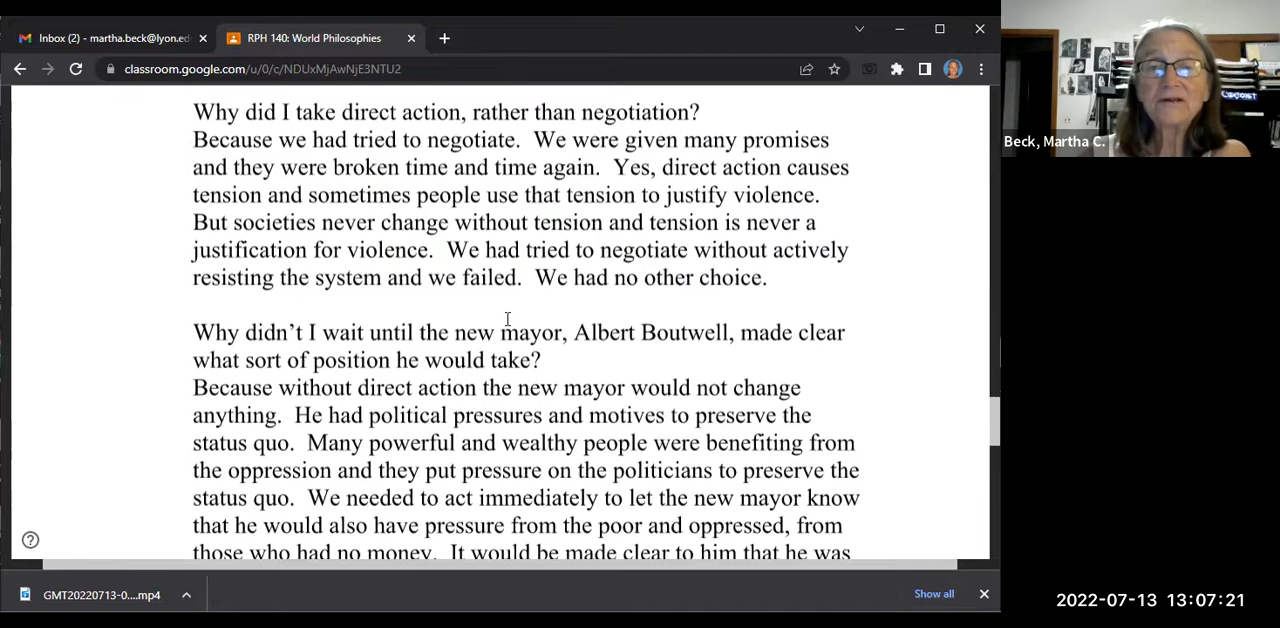 Inbox (2) - martha.beck@lyon.ed
RPH 140: World Philosophies
classroom.google.com/u/0/c/NDUxMjAwNjE3NTU2
Why did I take direct action, rather than negotiation?
Because we had tried to negotiate.  We were given many promises
and they were broken time and time again.  Yes, direct action causes
tension and sometimes people use that tension to justify violence.
But societies never change without tension and tension is never a
justification for violence.  We had tried to negotiate without actively
resisting the system and we failed.  We had no other choice.
Why didn't I wait until the new mayor, Albert Boutwell, made clear
what sort of position he would take?
Because without direct action the new mayor would not change
anything.  He had political pressures and motives to preserve the
status quo.  Many powerful and wealthy people were benefiting from
the oppression and they put pressure on the politicians to preserve the
status quo.  We needed to act immediately to let the new mayor know
that he would also have pressure from the poor and oppressed, from
those who had no money.  It would be made clear to him that he was
GMT20220713-0....mp4
Show all
Beck, Martha C.
2022-07-13 13:07:21